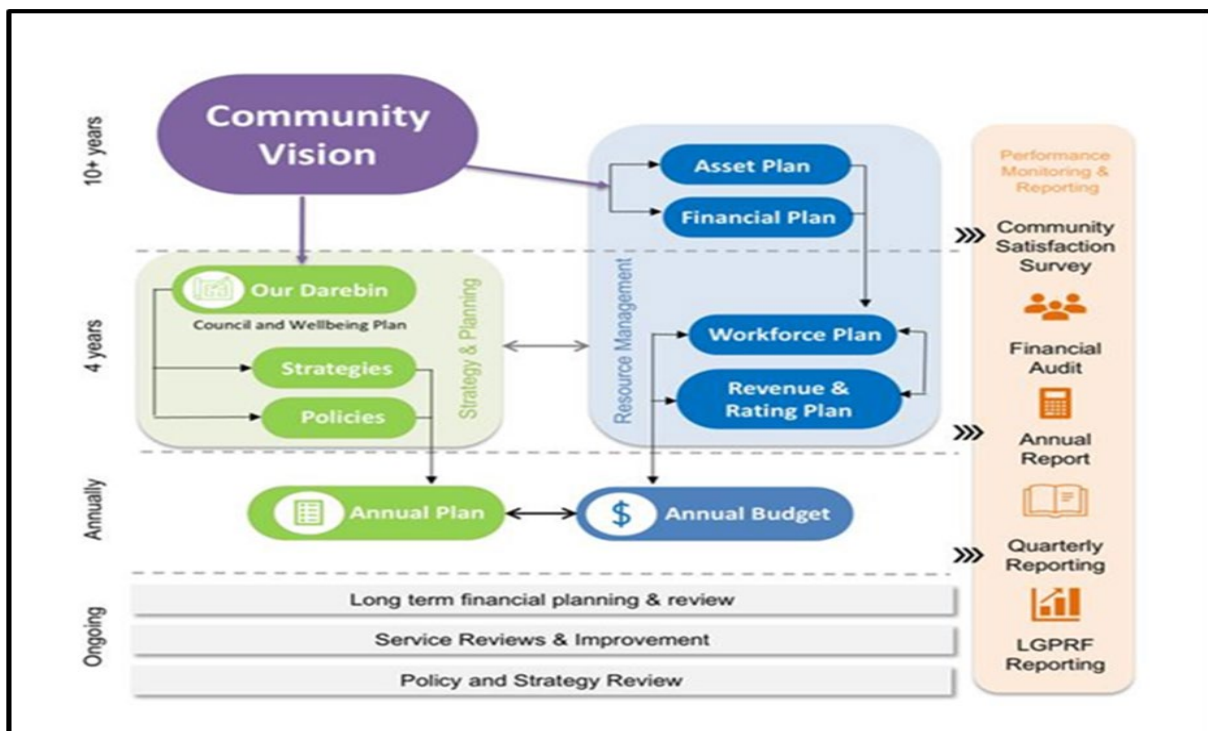 10+ years
Community
Vision
Asset Plan
Financial Plan
4 years
Our Darebin
Council and Wellbeing Plan
Strategies
Policies
Strategy & Planning
Resource Management
Workforce Plan
Revenue &
Rating Plan
Annually
Annual Plan
$ Annual Budget
Ongoing
Long term financial planning & review
Service Reviews & Improvement
Policy and Strategy Review
Performance
Monitoring &
Reporting
Community
Satisfaction
Survey
Financial
Audit
Annual
Report
Quarterly
Reporting
LGPRF
Reporting